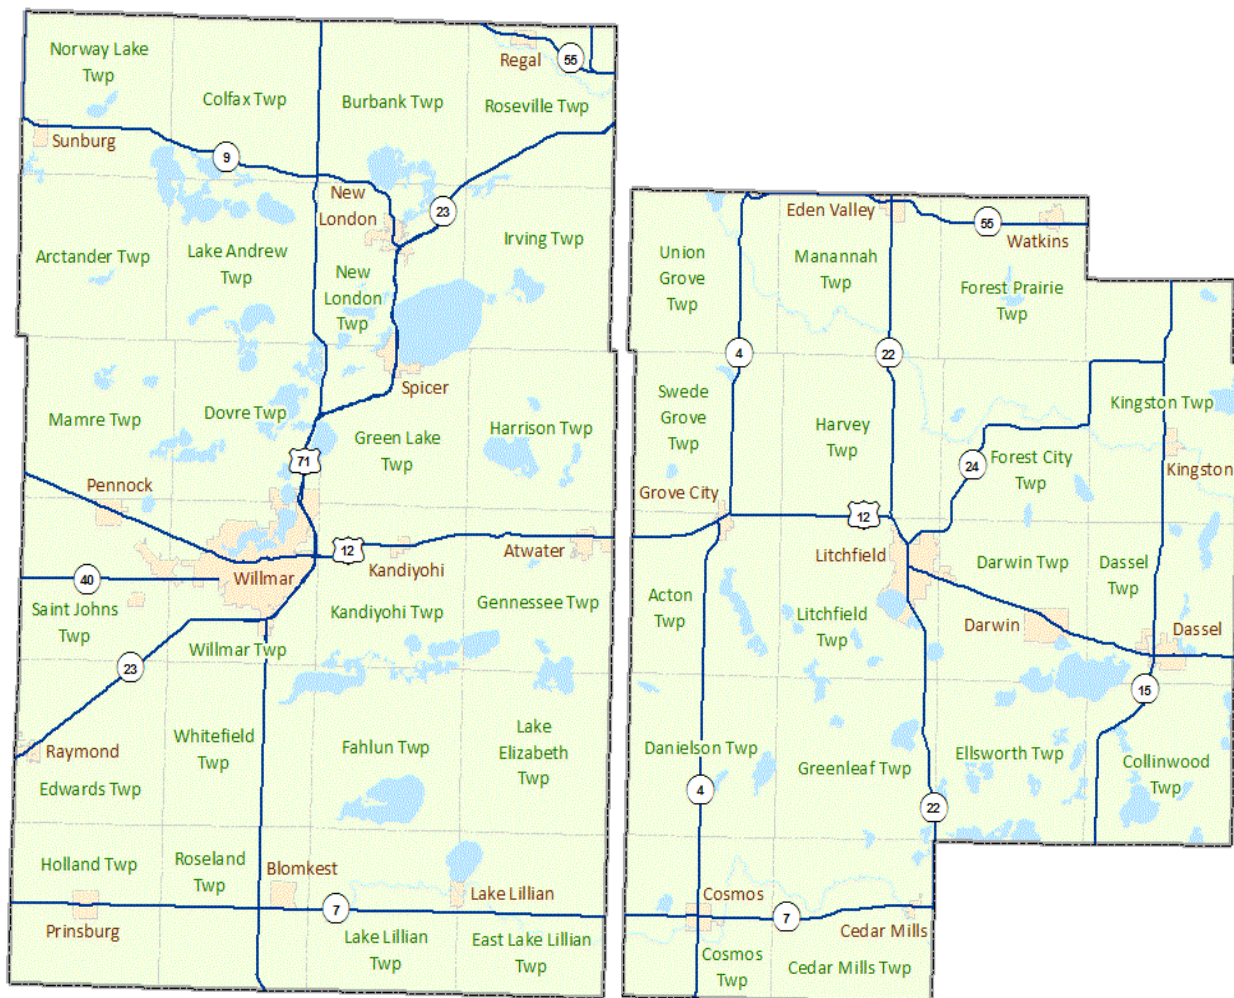 Norway Lake
Twp
Colfax Twp
Burbank Twp
Regal
55
Roseville Twp
Sunburg
9
New
London
23
Arctander Twp
Lake Andrew
Twp
New
London
Twp
Irving Twp
Spicer
Mamre Twp
Dovre Twp
Green Lake
Twp
Harrison Twp
71
Pennock
12
Kandiyohi
Atwater
40
Willmar
Saint Johns
Twp
Kandiyohi Twp
Gennessee Twp
Willmar Twp
23
Raymond
Edwards Twp
Whitefield
Twp
Fahlun Twp
Lake
Elizabeth
Twp
Holland Twp
Roseland
Twp
Blomkest
Lake Lillian
7
Prinsburg
Lake Lillian
Twp
East Lake Lillian
Twp
Union
Grove
Twp
Eden Valley
Manannah
Twp
55
Watkins
Forest Prairie
Twp
4
22
Swede
Grove
Twp
Harvey
Twp
Kingston Twp
24
Forest City
Twp
Kingston
Grove City
12
Litchfield
Darwin Twp
Dassel
Twp
Acton
Twp
Litchfield
Twp
Darwin
Dassel
15
Danielson Twp
Greenleaf Twp
Ellsworth Twp
Collinwood
Twp
4
22
Cosmos
7
Cedar Mills
Cosmos
Twp
Cedar Mills Twp